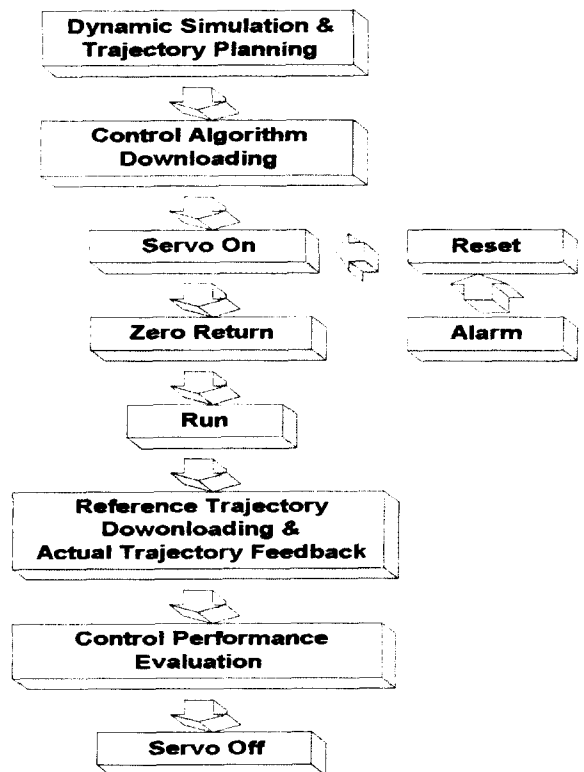 Dynamic Simulation &
Trajectory Planning
Control Algorithm
Downloading
Servo On
Reset
Zero Return
Alarm
Run
Reference Trajectory
Dowonloading &
Actual Trajectory Feedback
Control Performance
Evaluation
Servo Off